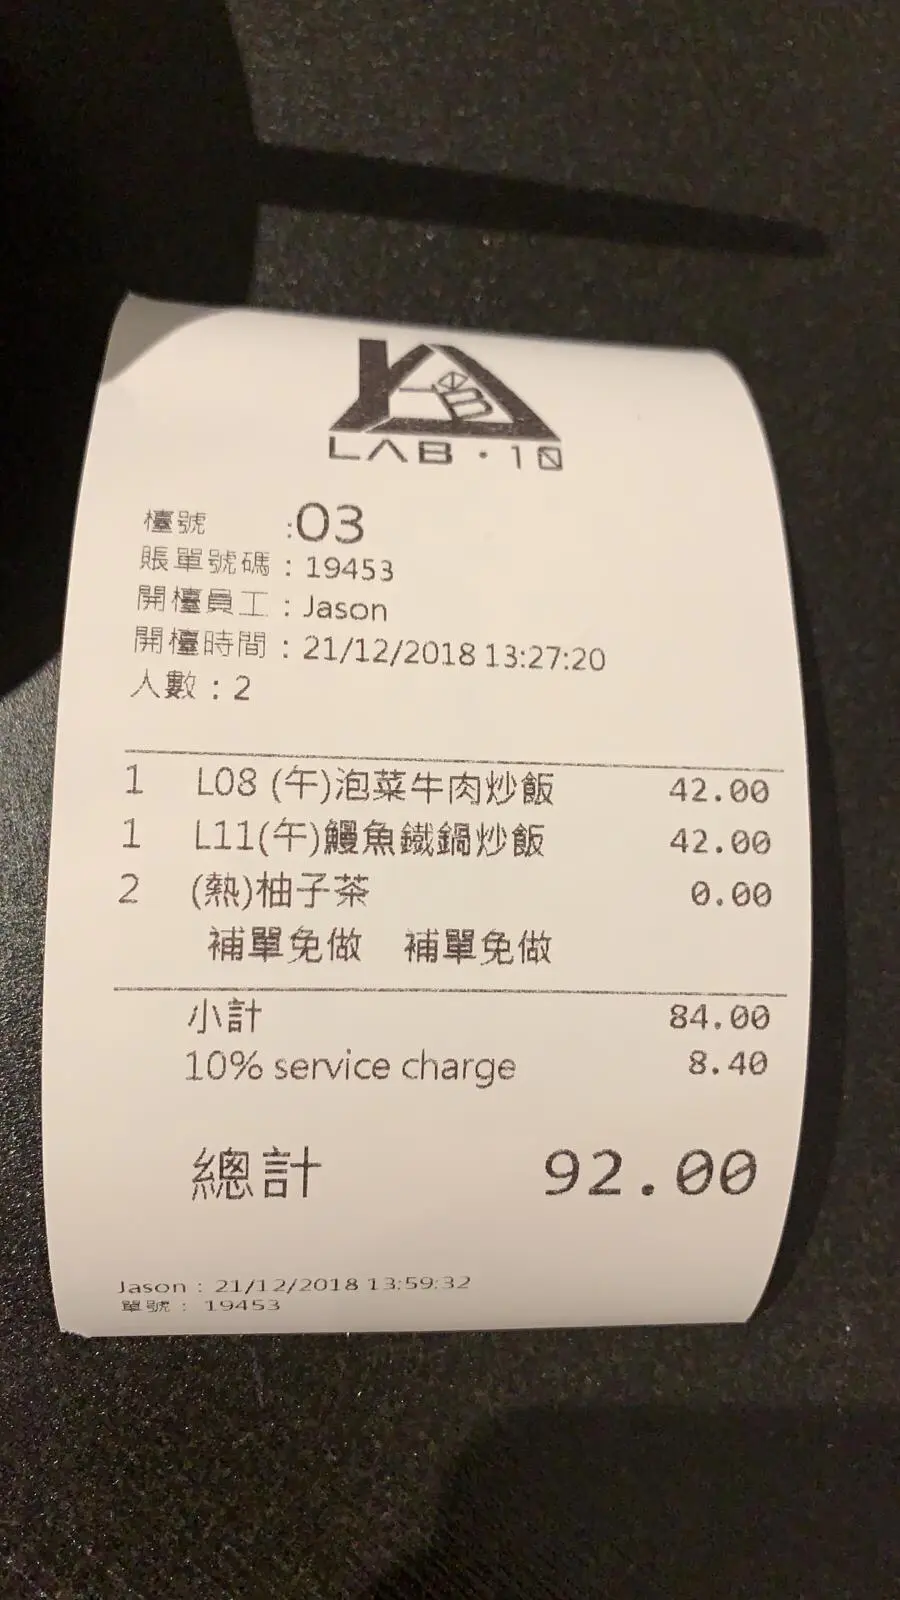 LAB·10
檯號 :03
賬單號碼 : 19453
開檯員工 : Jason
開檯時間 : 21/12/2018 13:27:20
人數 : 2
1 L08 (午)泡菜牛肉炒飯 42.00
1 L11(午)鰻魚鐵鍋炒飯 42.00
2 (熱)柚子茶 0.00
補單免做 補單免做
小計 84.00
10% service charge 8.40
總計 92.00
Jason : 21/12/2018 13:59:32
單號 : 19453